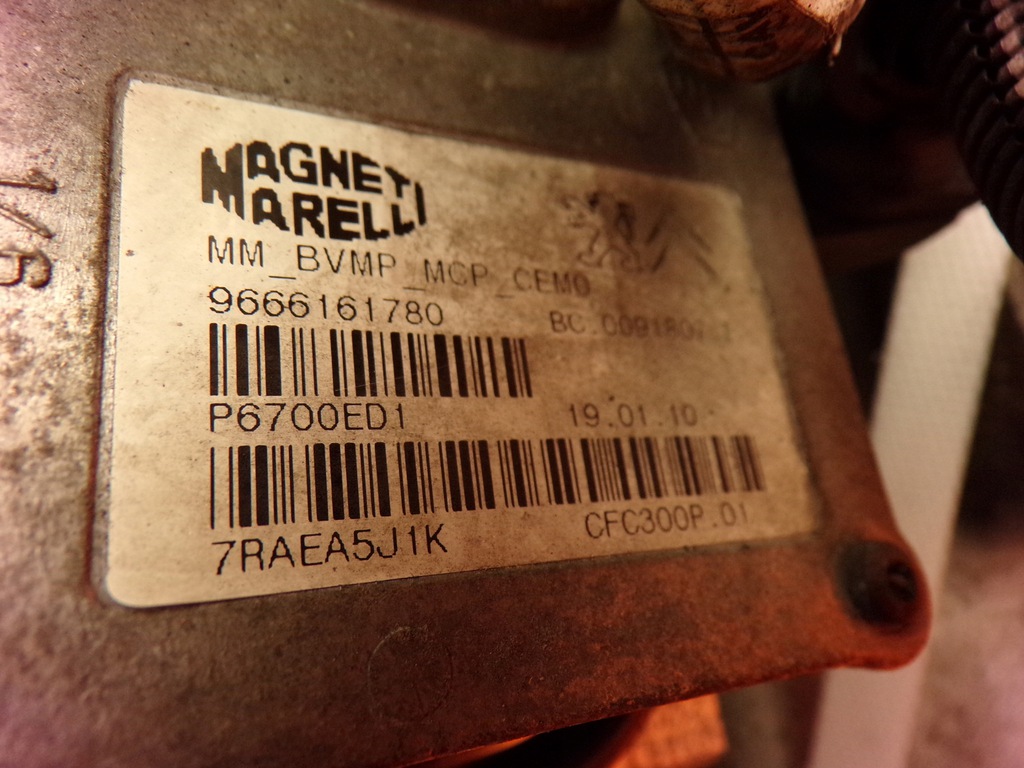 MAGNETI
MARELLI
MM_BVMP_MCP_CEMO
9666161780
P6700ED1
19.01.10
7RAEA5J1K
CFC300P.01